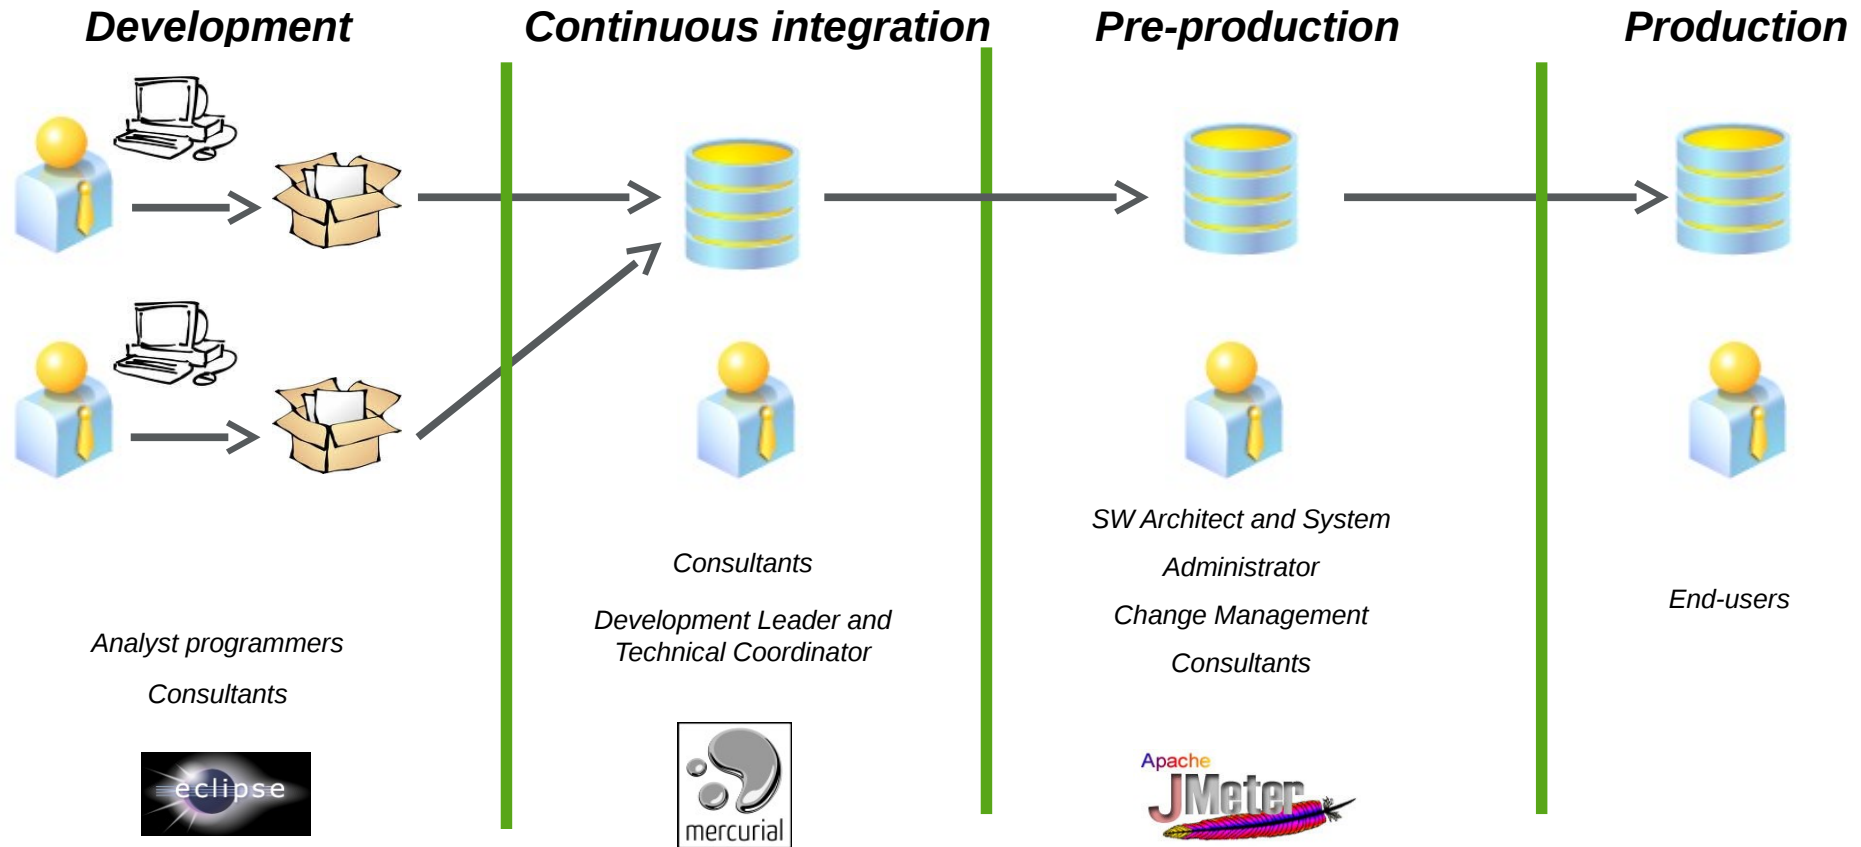 Development
Continuous integration
Pre-production
Production
Analyst programmers
Consultants
eclipse
Consultants
Development Leader and
Technical Coordinator
mercurial
SW Architect and System
Administrator
Change Management
Consultants
Apache
JMeter
End-users